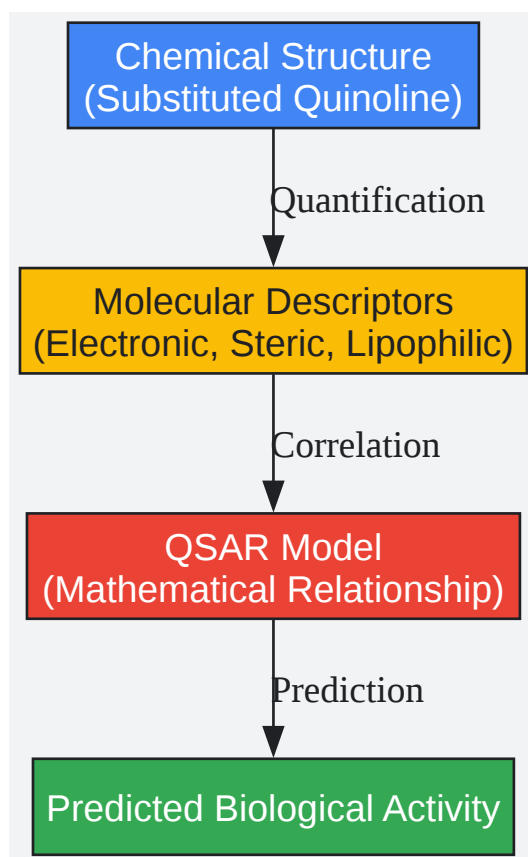 Chemical Structure
(Substituted Quinoline)
Quantification
Molecular Descriptors
(Electronic, Steric, Lipophilic)
Correlation
QSAR Model
(Mathematical Relationship)
Prediction
Predicted Biological Activity